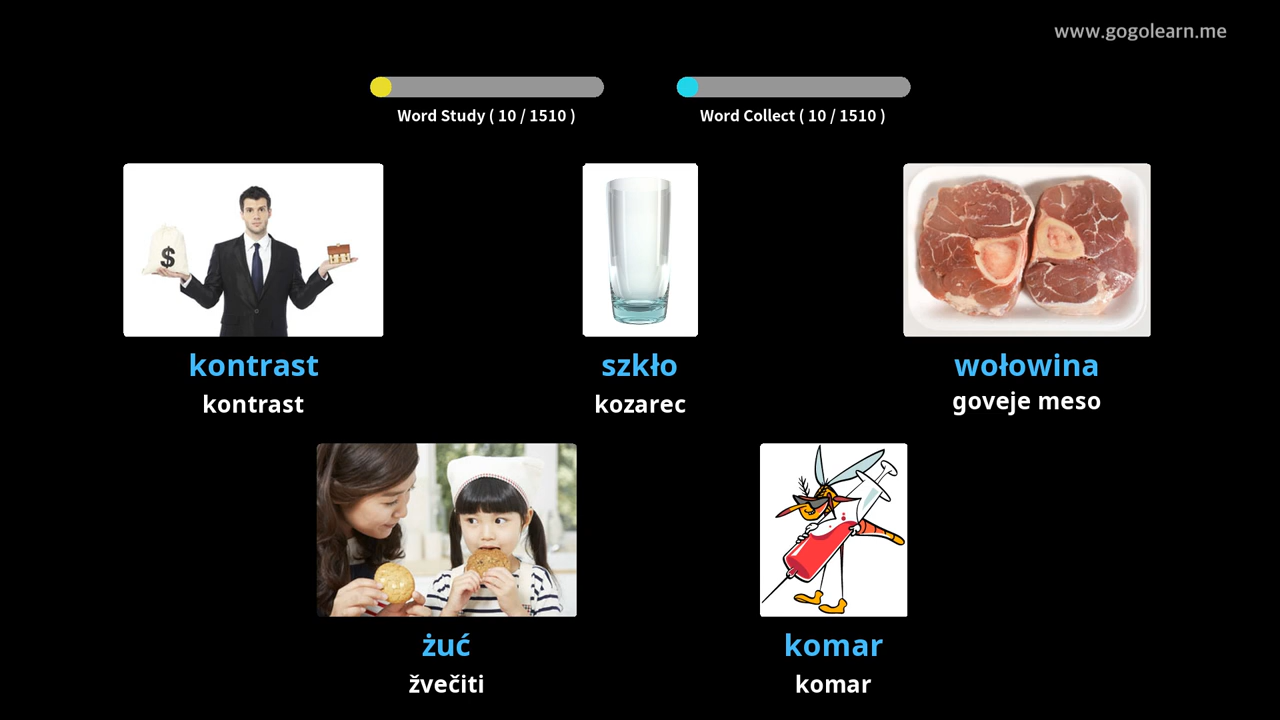 www.gogolearn.me
Word Study ( 10 / 1510 )
Word Collect ( 10 / 1510 )
$
kontrast
kontrast
szkło
kozarec
wołowina
goveje meso
żuć
žvečiti
komar
komar